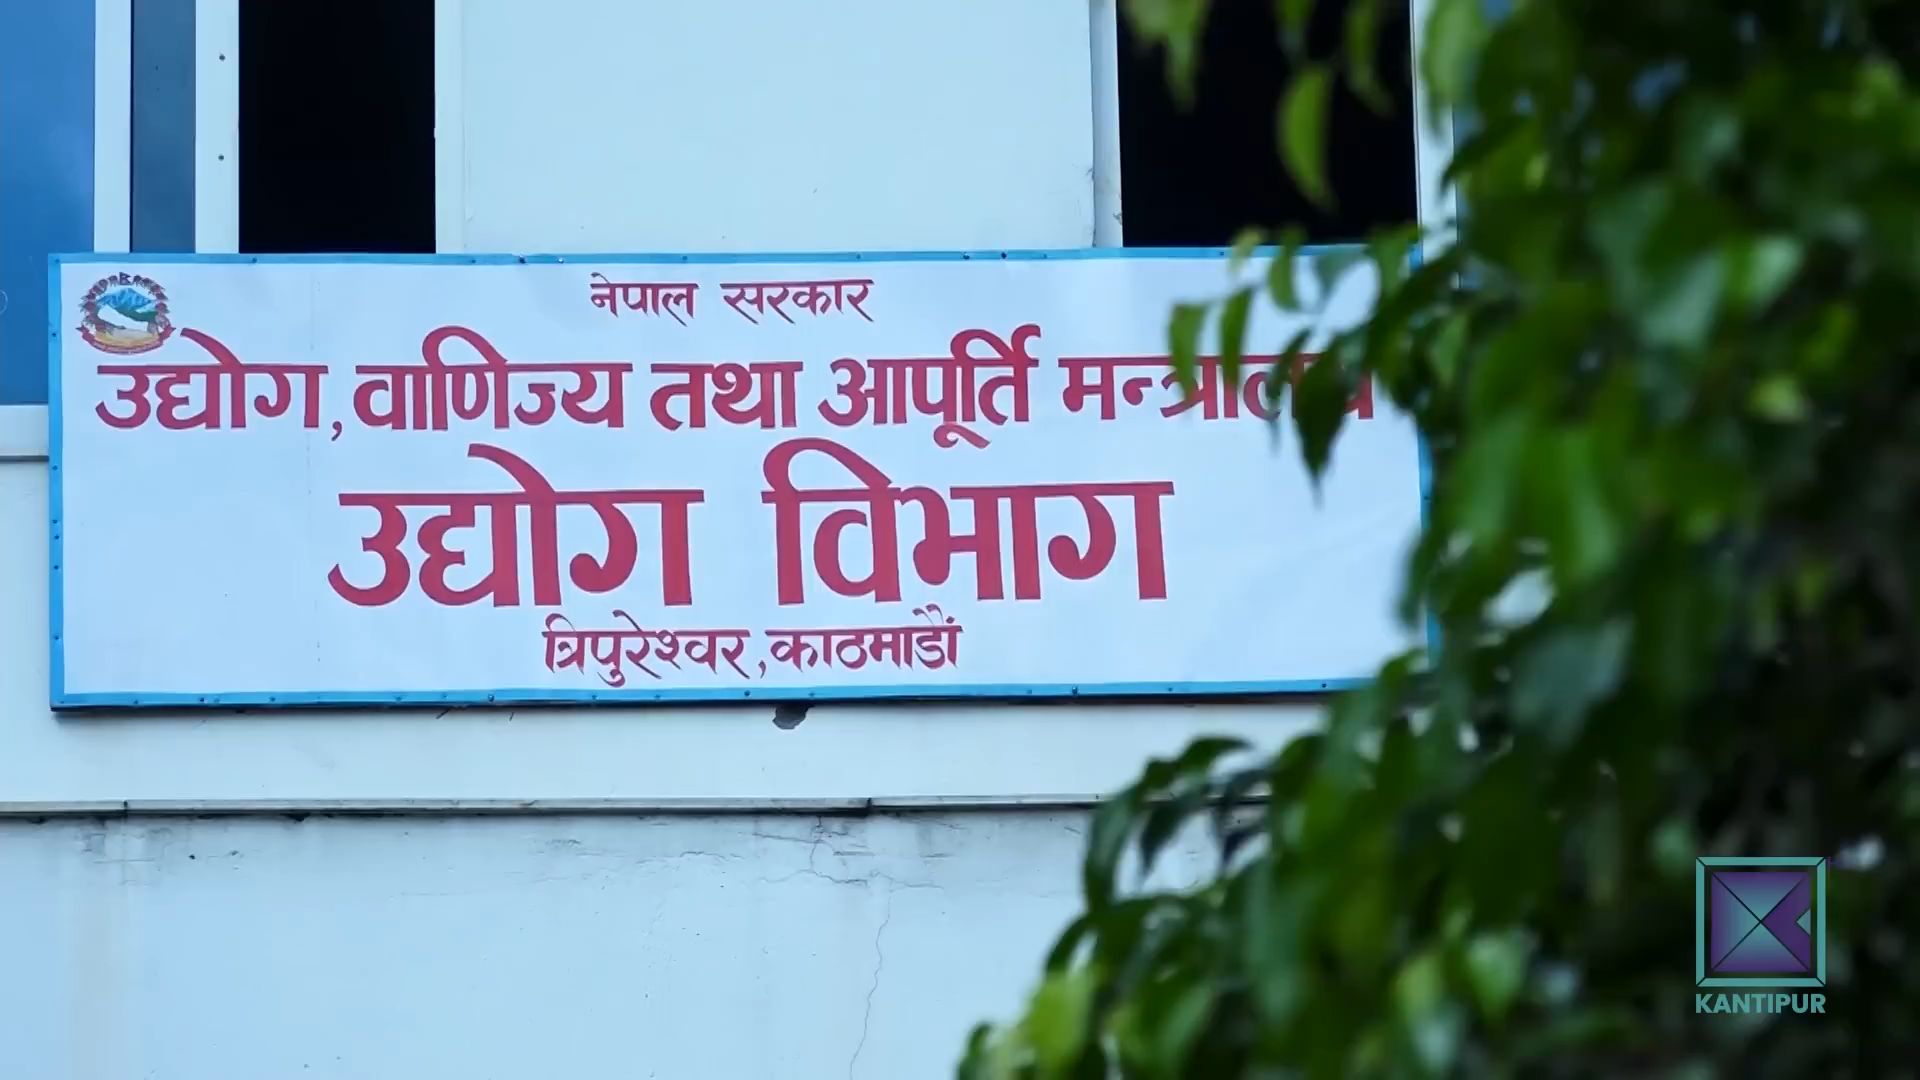 नेपाल सरकार
उद्योग, वाणिज्य तथा आपूर्ति मन्त्रालय
उद्योग विभाग
त्रिपुरेश्वर, काठमाडौं
KANTIPUR